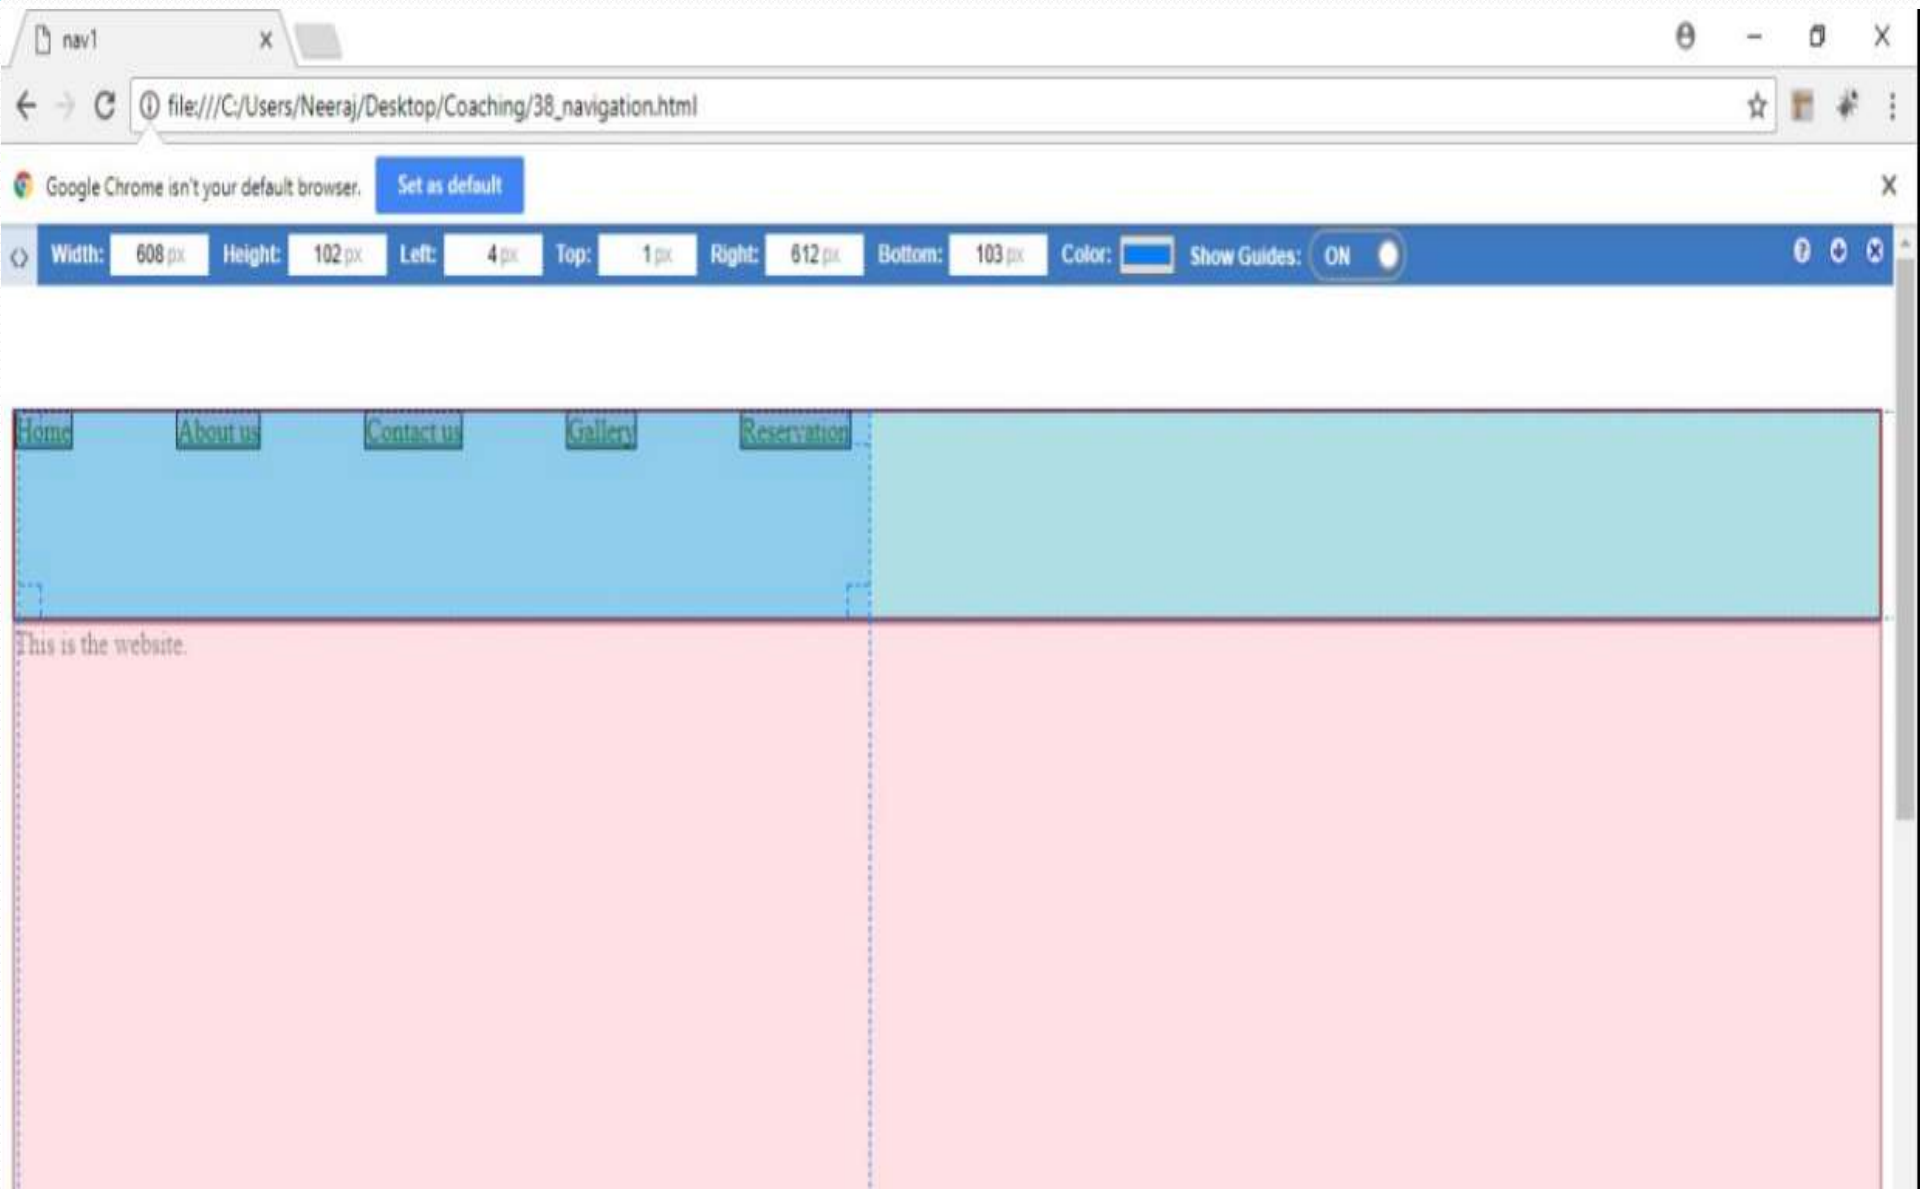 nav1
file:///C:/Users/Neeraj/Desktop/Coaching/38_navigation.html
Google Chrome isn't your default browser. Set as default
Width: 608 px Height: 102 px Left: 4 px Top: 1 px Right: 612 px Bottom: 103 px Color: Show Guides: ON
Home About us Contact us Gallery Reservation
This is the website.